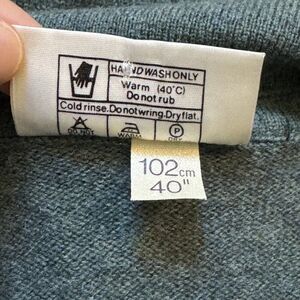 HAND WASH ONLY
Warm (40°C)
Do not rub
Cold rinse. Do not wring. Dry flat.
P
102cm
40"